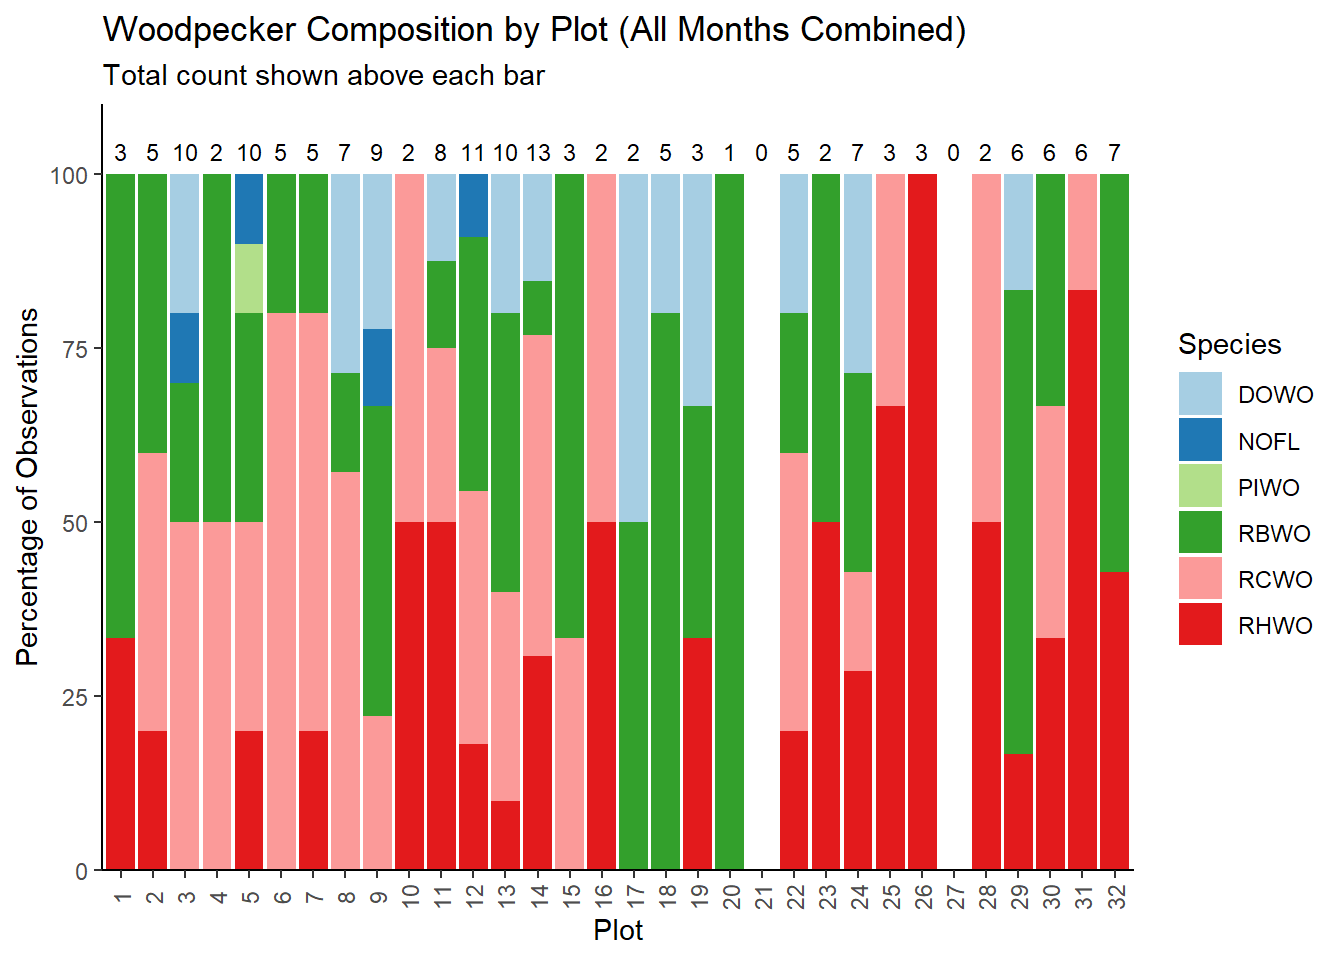 Woodpecker Composition by Plot (All Months Combined)
Total count shown above each bar
3 5 10 2 10 5 5 7 9 2 8 11 10 13 3 2 2 5 3 1 0 5 2 7 3 3 0 2 6 6 6 7
100
75
50
25
0
Percentage of Observations
1 2 3 4 5 6 7 8 9 10 11 12 13 14 15 16 17 18 19 20 21 22 23 24 25 26 27 28 29 30 31 32
Plot
Species
DOWO
NOFL
PIWO
RBWO
RCWO
RHWO